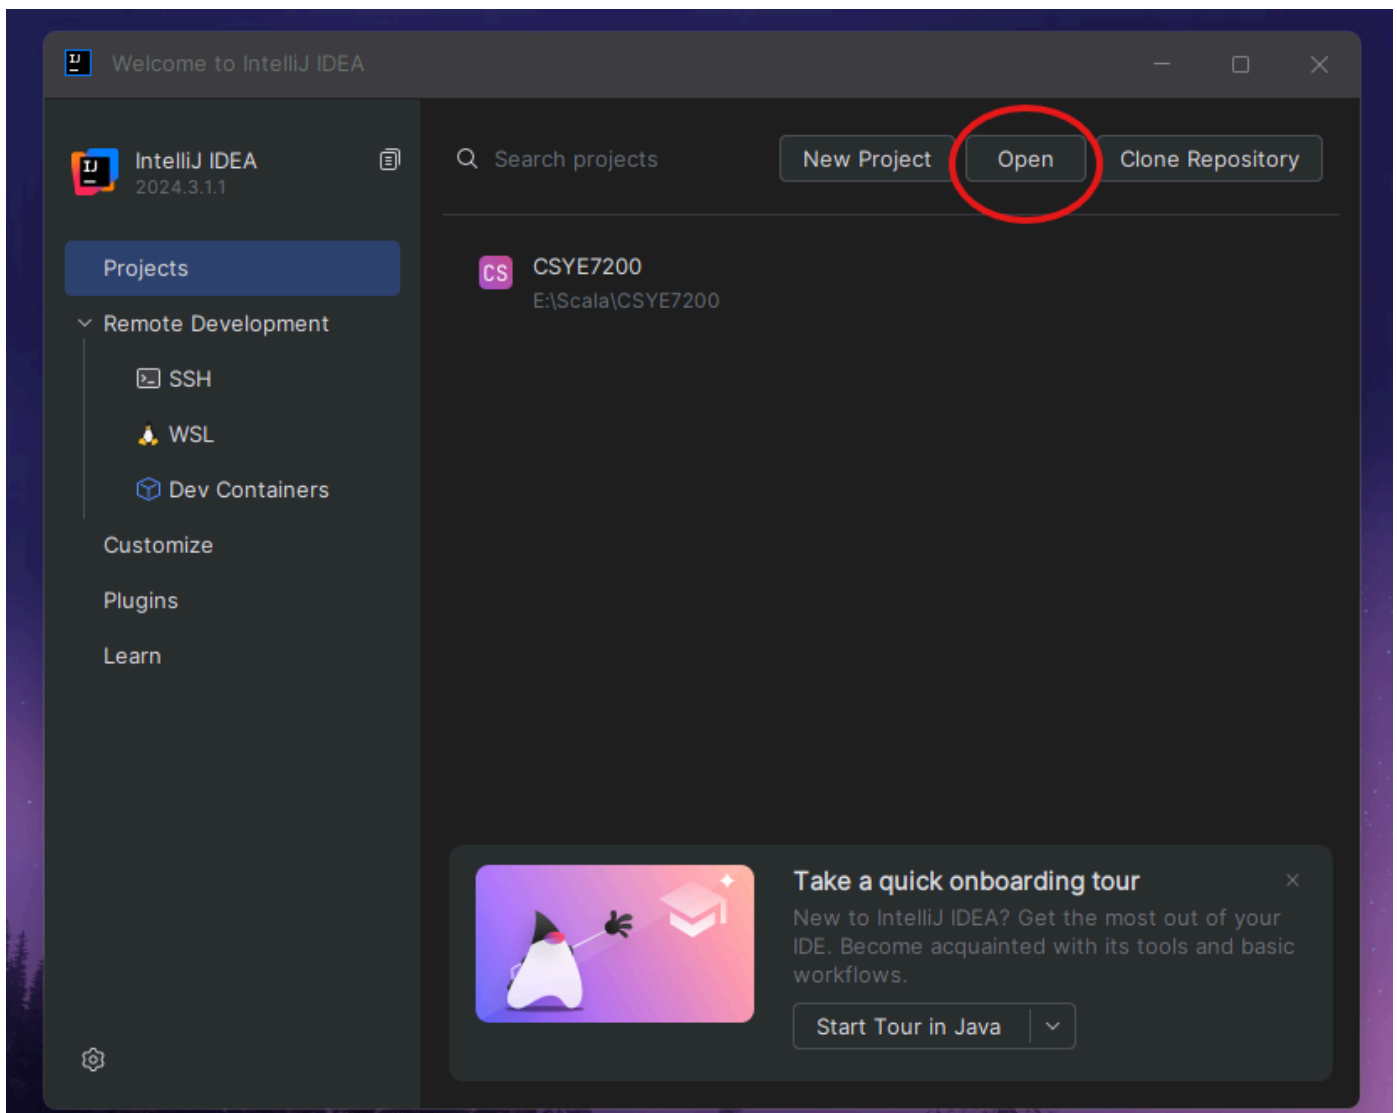 Welcome to IntelliJ IDEA
IntelliJ IDEA
2024.3.1.1
Search projects
New Project
Open
Clone Repository
Projects
Remote Development
SSH
WSL
Dev Containers
Customize
Plugins
Learn
CS
CSYE7200
E:\Scala\CSYE7200
Take a quick onboarding tour
New to IntelliJ IDEA? Get the most out of your
IDE. Become acquainted with its tools and basic
workflows.
Start Tour in Java